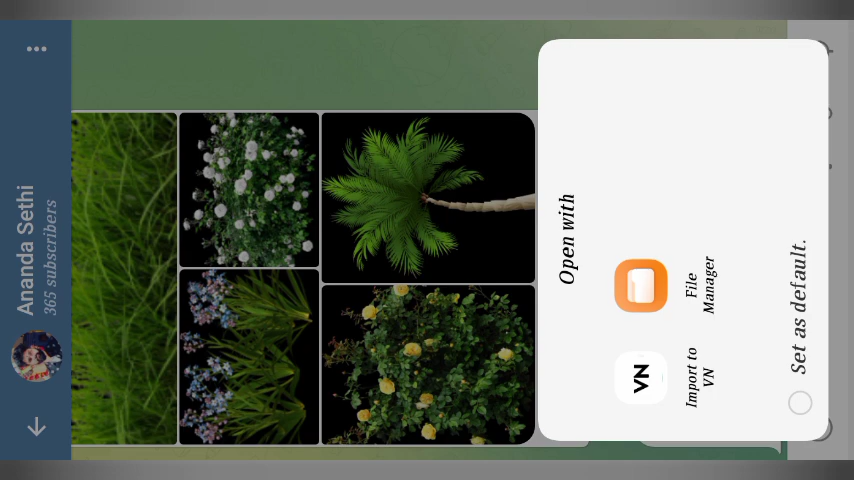 Ananda Sethi
365 subscribers
Open with
VN
Import to
VN
File
Manager
Set as default.